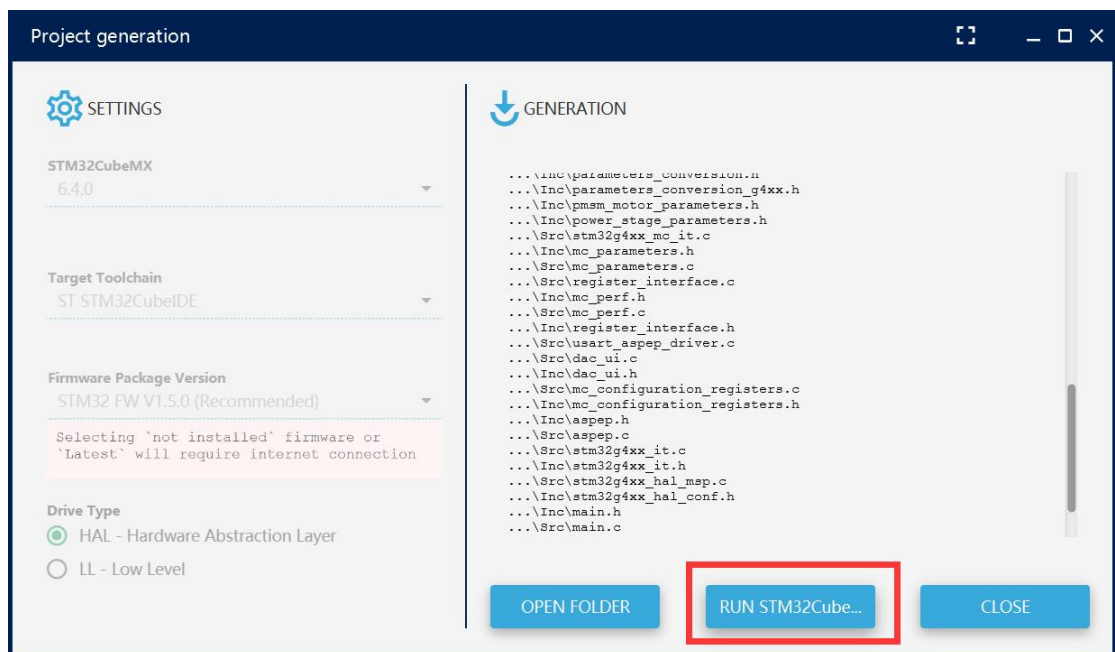 Project generation
SETTINGS
STM32CubeMX
6.4.0
Target Toolchain
ST STM32CubeIDE
Firmware Package Version
STM32 FW V1.5.0 (Recommended)
Selecting `not installed` firmware or
`Latest` will require internet connection
Drive Type
HAL - Hardware Abstraction Layer
LL - Low Level
GENERATION
...\Inc\parameters_conversion.h
...\Inc\parameters_conversion_g4xx.h
...\Inc\pmsm_motor_parameters.h
...\Inc\power_stage_parameters.h
...\Src\stm32g4xx_mc_it.c
...\Inc\mc_parameters.h
...\Src\mc_parameters.c
...\Src\register_interface.c
...\Inc\mc_perf.h
...\Src\mc_perf.c
...\Inc\register_interface.h
...\Src\usart_aspep_driver.c
...\Src\dac_ui.c
...\Inc\dac_ui.h
...\Src\mc_configuration_registers.c
...\Inc\mc_configuration_registers.h
...\Inc\aspep.h
...\Src\aspep.c
...\Src\stm32g4xx_it.c
...\Inc\stm32g4xx_it.h
...\Src\stm32g4xx_hal_msp.c
...\Inc\stm32g4xx_hal_conf.h
...\Inc\main.h
...\Src\main.c
OPEN FOLDER
RUN STM32Cube...
CLOSE